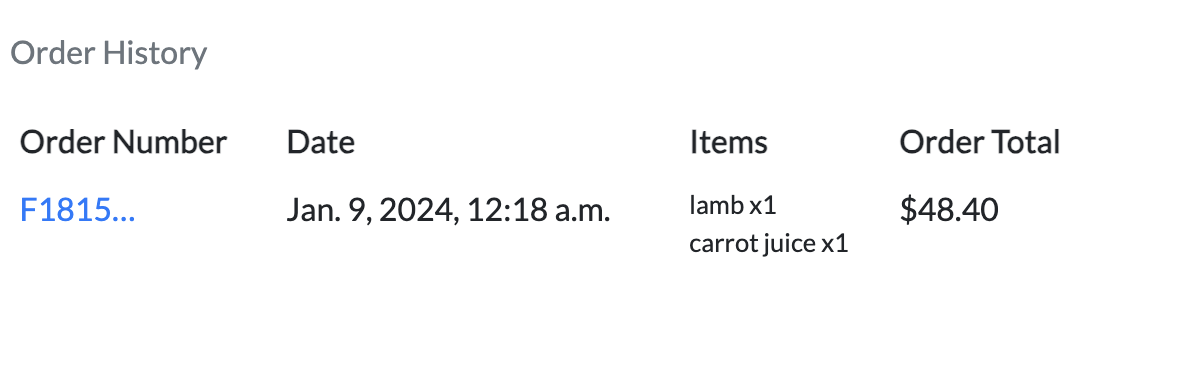 Order History
Order Number Date Items Order Total
F1815... Jan. 9, 2024, 12:18 a.m. lamb x1 $48.40
carrot juice x1